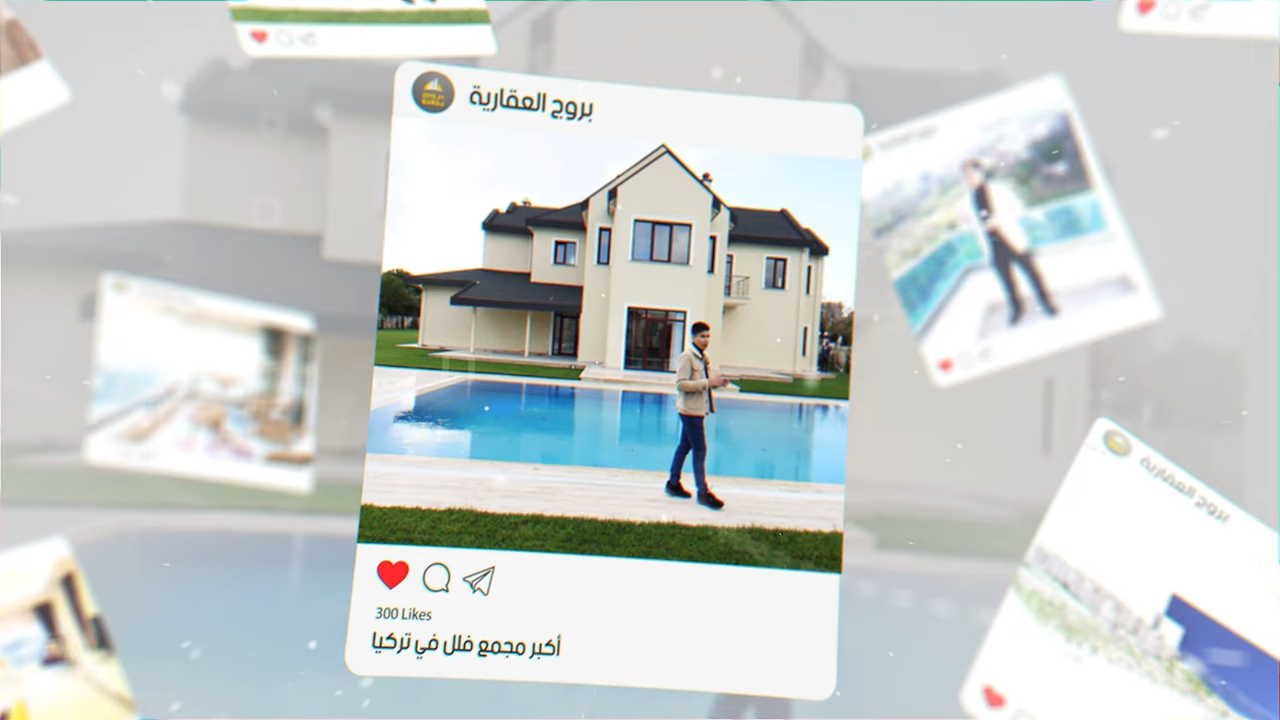 بروج العقارية
300 Likes
أكبر مجمع فلل في تركيا
بروج العقارية